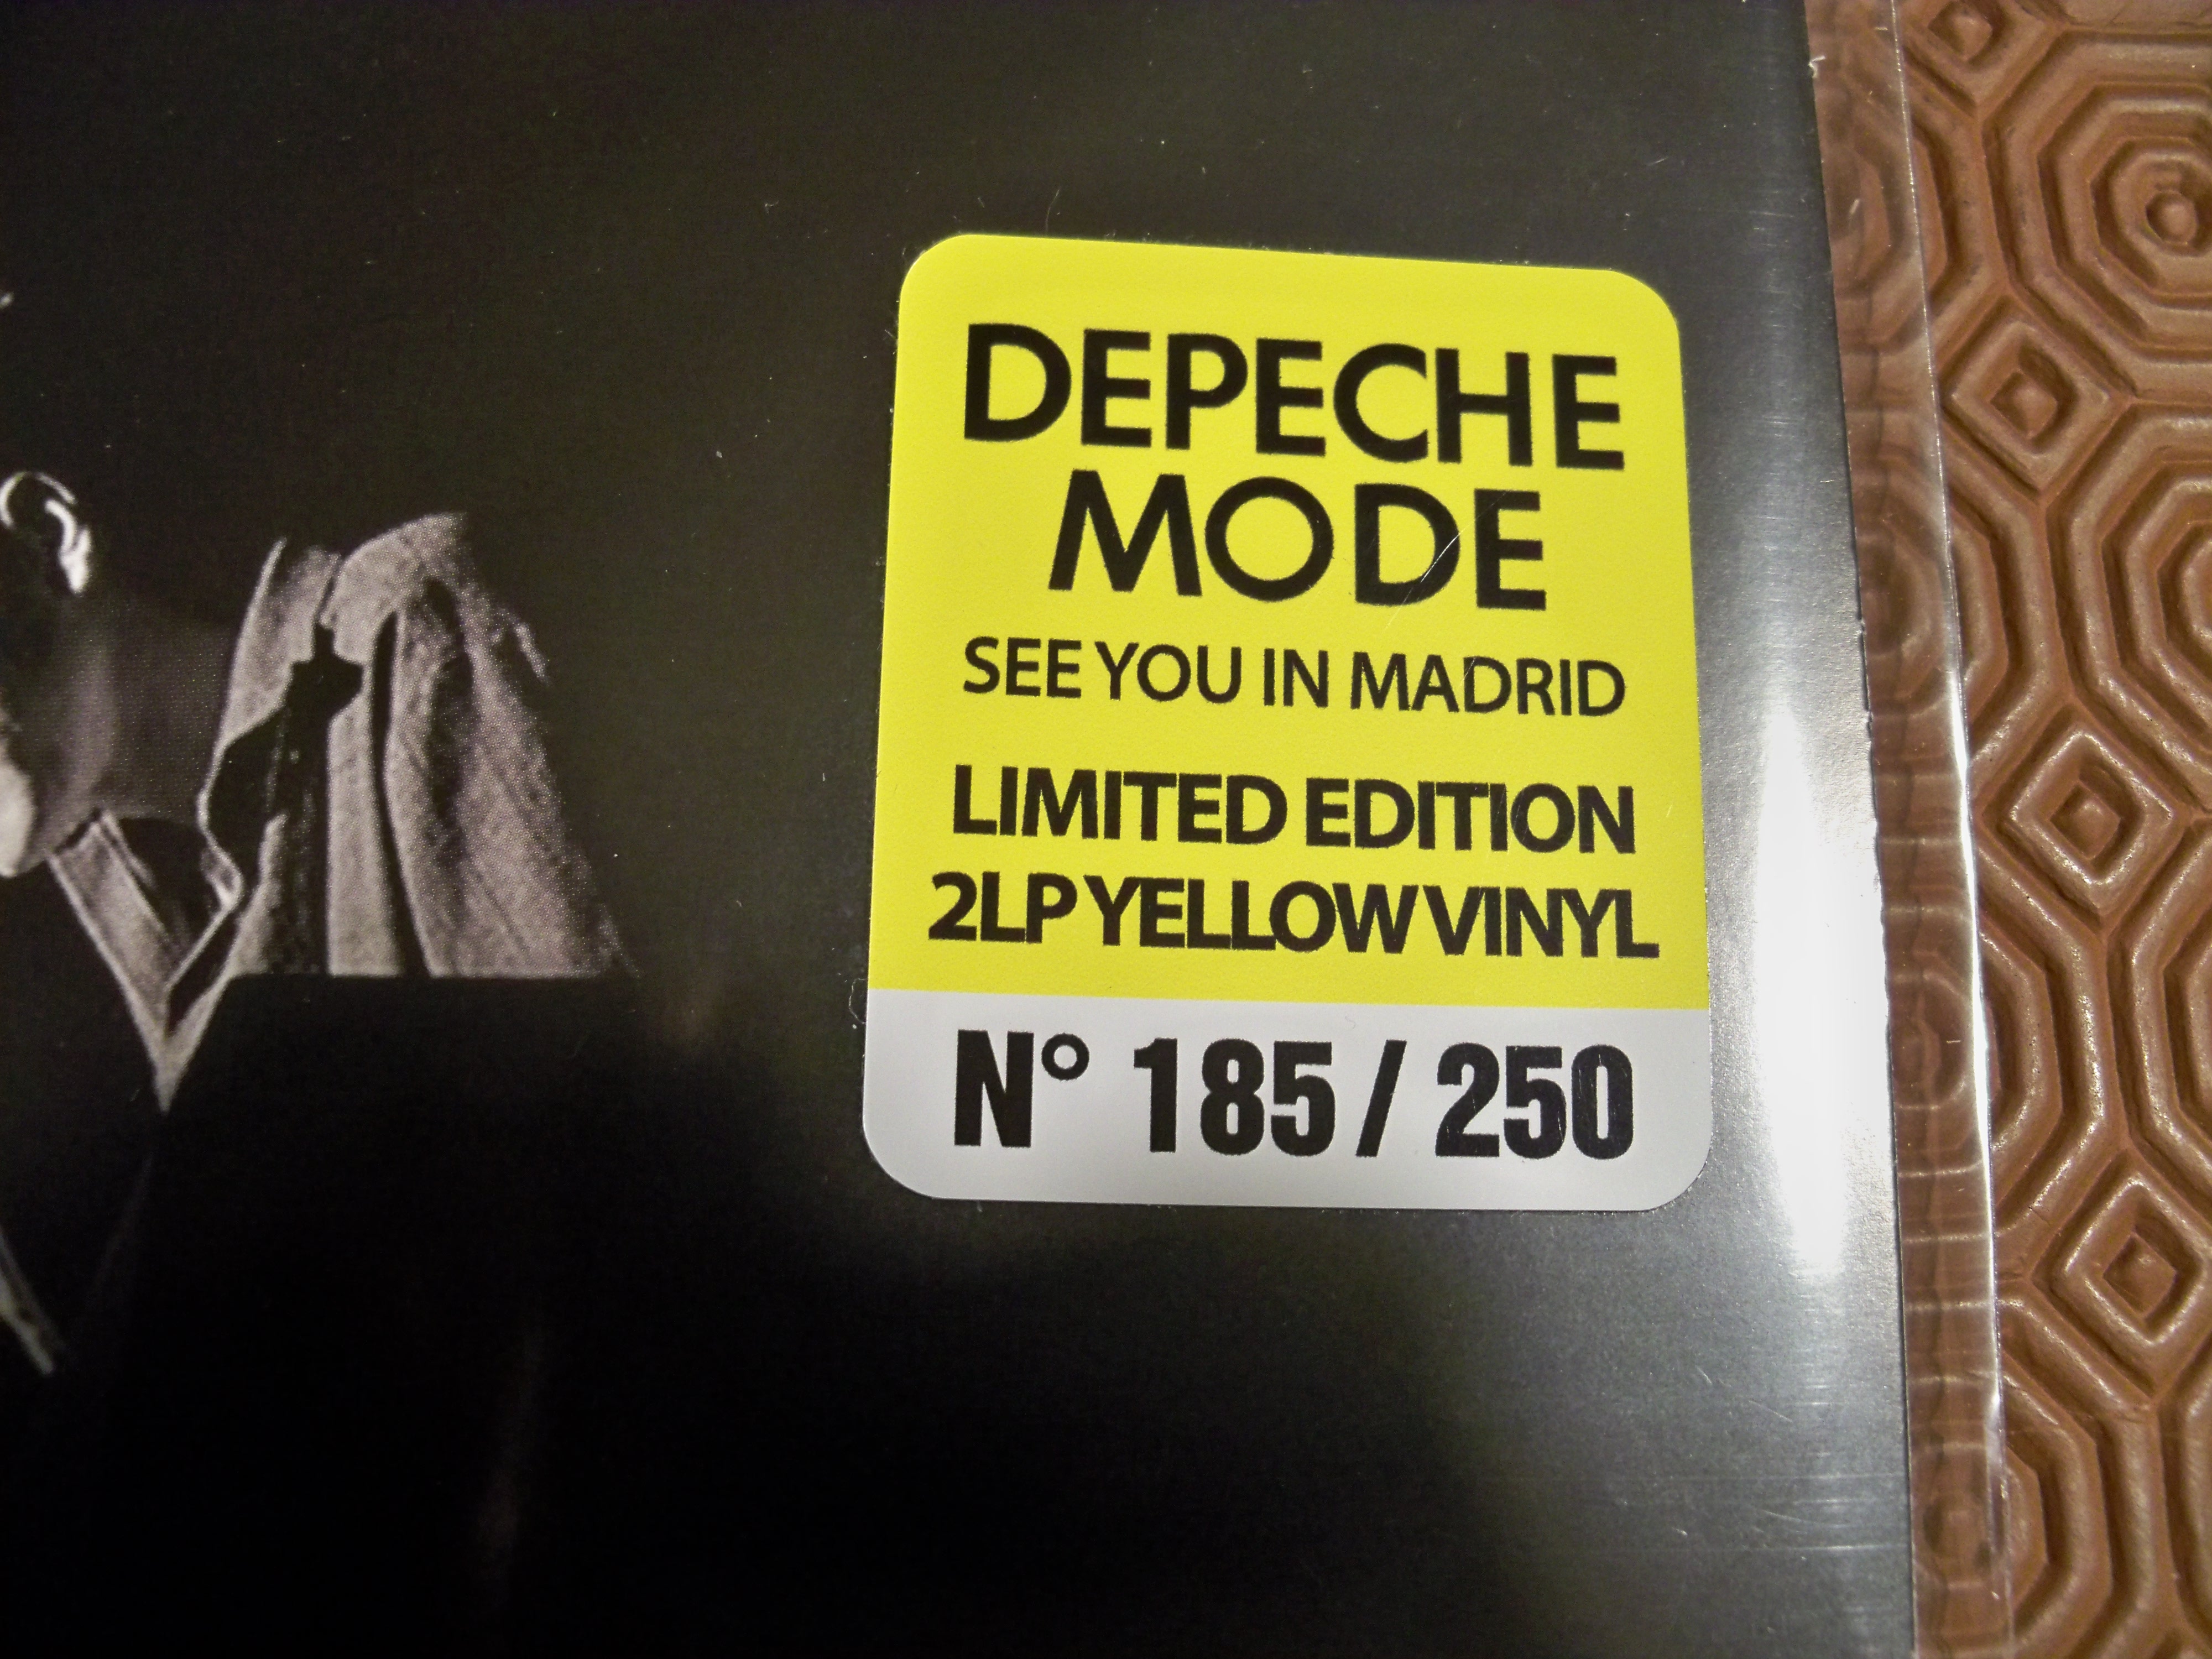 DEPECHE
MODE
SEE YOU IN MADRID
LIMITED EDITION
2LP YELLOW VINYL
N° 185 / 250